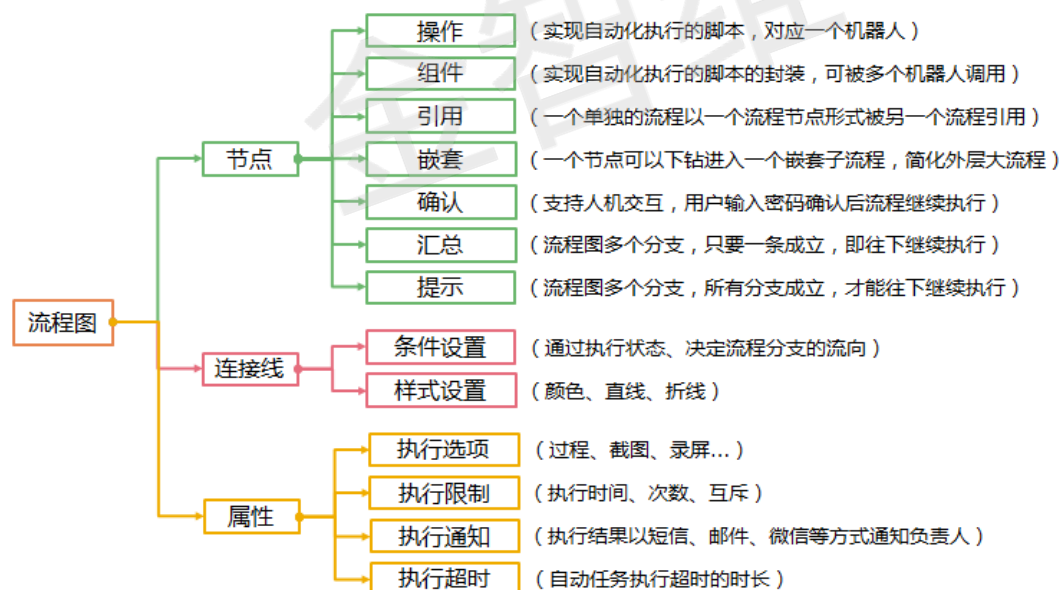 金智维
操作（实现自动化执行的脚本，对应一个机器人）
组件（实现自动化执行的脚本的封装，可被多个机器人调用）
引用（一个单独的流程以一个流程节点形式被另一个流程引用）
节点
嵌套（一个节点可以下钻进入一个嵌套子流程，简化外层大流程）
确认（支持人机交互，用户输入密码确认后流程继续执行）
汇总（流程图多个分支，只要一条成立，即往下继续执行）
提示（流程图多个分支，所有分支成立，才能往下继续执行）
流程图
条件设置（通过执行状态、决定流程分支的流向）
连接线
样式设置（颜色、直线、折线）
执行选项（过程、截图、录屏...）
执行限制（执行时间、次数、互斥）
属性
执行通知（执行结果以短信、邮件、微信等方式通知负责人）
执行超时（自动任务执行超时的时长）